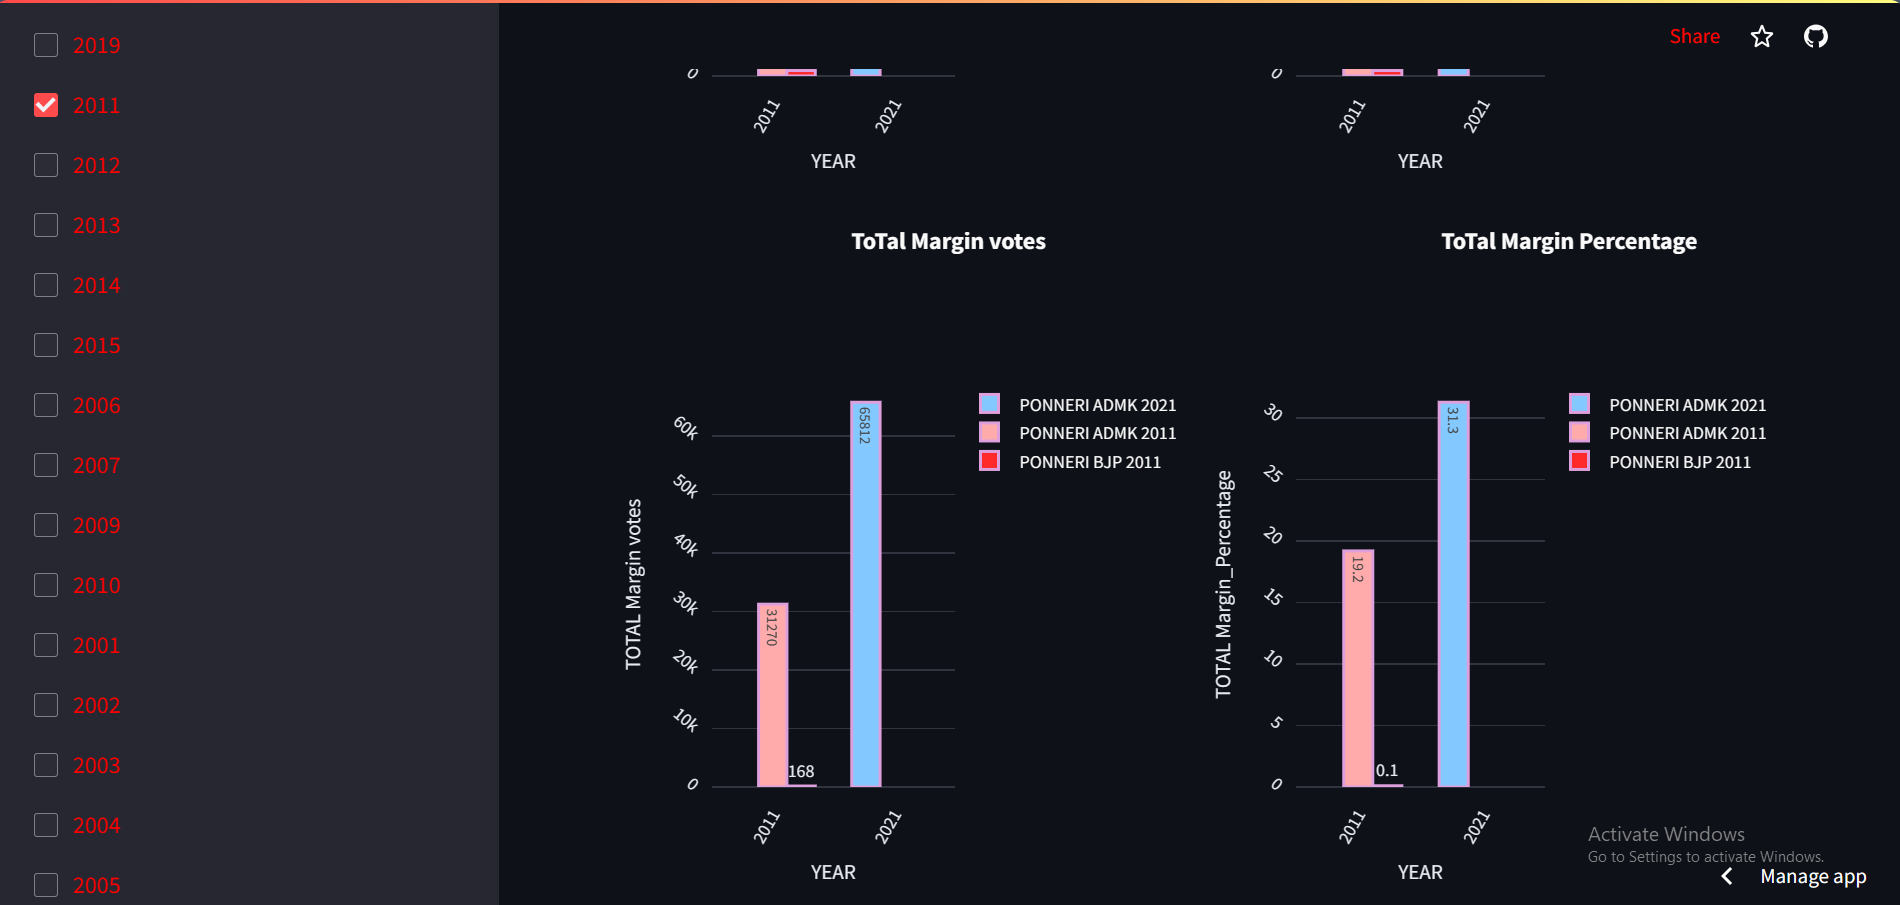 2019
2011
2012
2013
2014
2015
2006
2007
2009
2010
2001
2002
2003
2004
2005
Share
0
2011
2021
YEAR
0
2011
2021
YEAR
ToTal Margin votes
60k
50k
40k
30k
20k
10k
0
TOTAL Margin votes
65812
31270
168
2011
2021
YEAR
PONNERI ADMK 2021
PONNERI ADMK 2011
PONNERI BJP 2011
ToTal Margin Percentage
30
25
20
15
10
5
0
TOTAL Margin_Percentage
31.3
19.2
0.1
2011
2021
YEAR
PONNERI ADMK 2021
PONNERI ADMK 2011
PONNERI BJP 2011
Activate Windows
Go to Settings to activate Windows.
Manage app